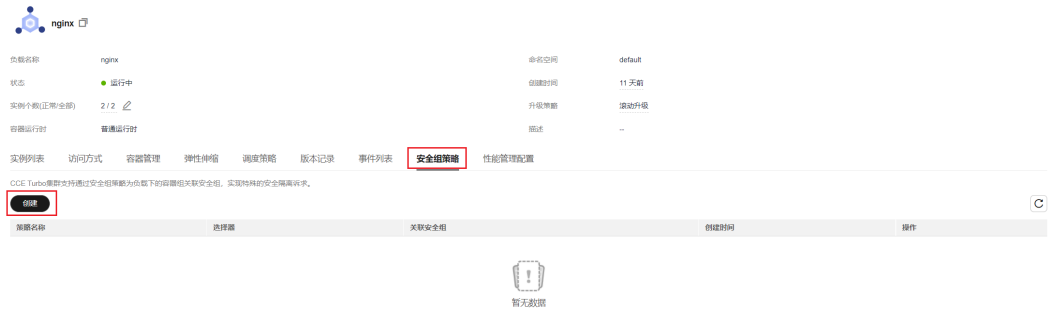 nginx
负载名称 nginx 命名空间 default
状态 运行中 创建时间 11 天前
实例个数(正常/全部) 2 / 2 升级策略 滚动升级
容器运行时 普通运行时 描述 --
实例列表 访问方式 容器管理 弹性伸缩 调度策略 版本记录 事件列表 安全组策略 性能管理配置
CCE Turbo集群支持通过安全组策略为负载下的容器组关联安全组，实现特殊的安全隔离诉求。
创建
策略名称 选择器 关联安全组 创建时间 操作
暂无数据